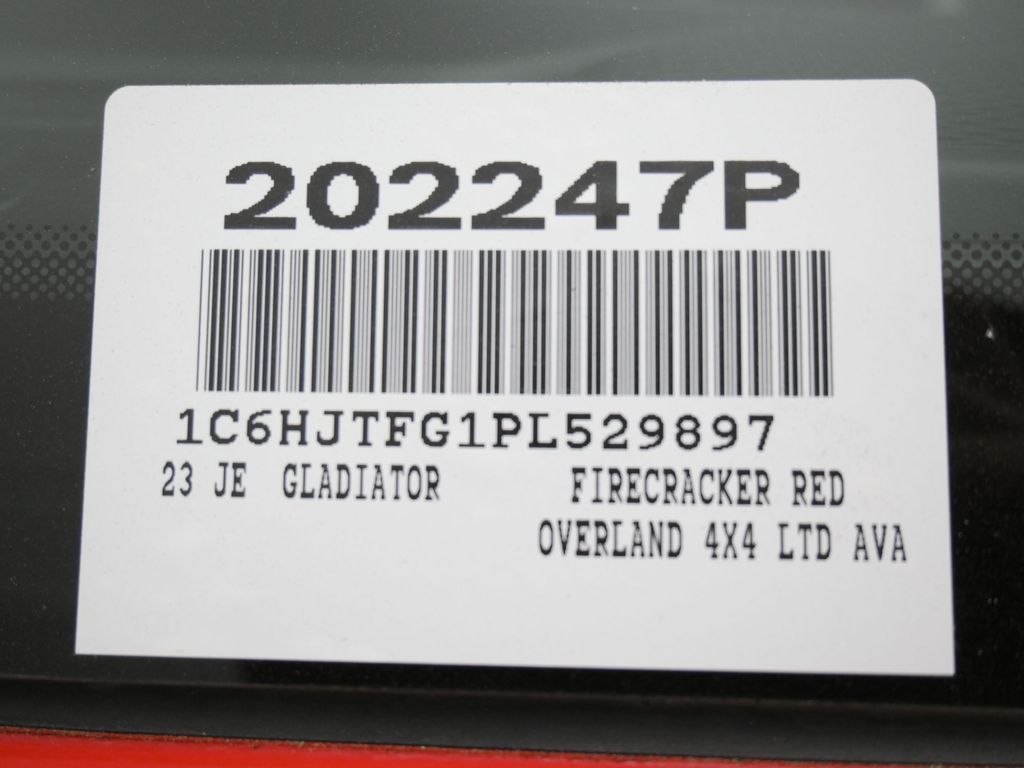 202247P
1C6HJTFG1PL529897
23 JE GLADIATOR FIRECRACKER RED
OVERLAND 4X4 LTD AVA